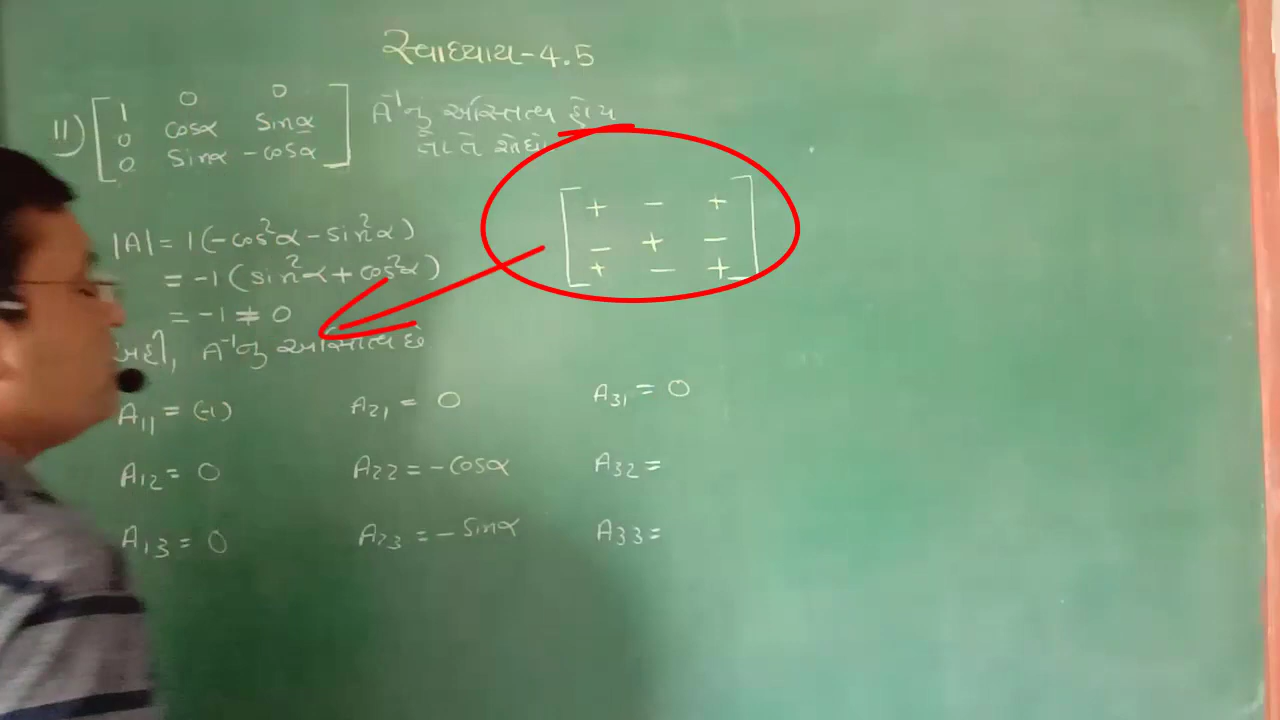 સ્વાધ્યાય-4.5
11) [ 1 0 0
0 cosα sinα
0 sinα -cosα ] A⁻¹નું અસ્તિત્વ હોય
તો તે શોધો
[ + - +
- + -
+ - + ]
|A| = 1(-cos²α - sin²α)
= -1(sin²α + cos²α)
= -1 ≠ 0
અહીં, A⁻¹નું અસ્તિત્વ છે
A₁₁ = (-1) A₂₁ = 0 A₃₁ = 0
A₁₂ = 0 A₂₂ = -cosα A₃₂ =
A₁₃ = 0 A₂₃ = - sinα A₃₃ =